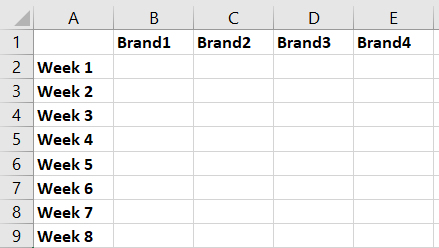 A B C D E
1 Brand1 Brand2 Brand3 Brand4
2 Week 1
3 Week 2
4 Week 3
5 Week 4
6 Week 5
7 Week 6
8 Week 7
9 Week 8